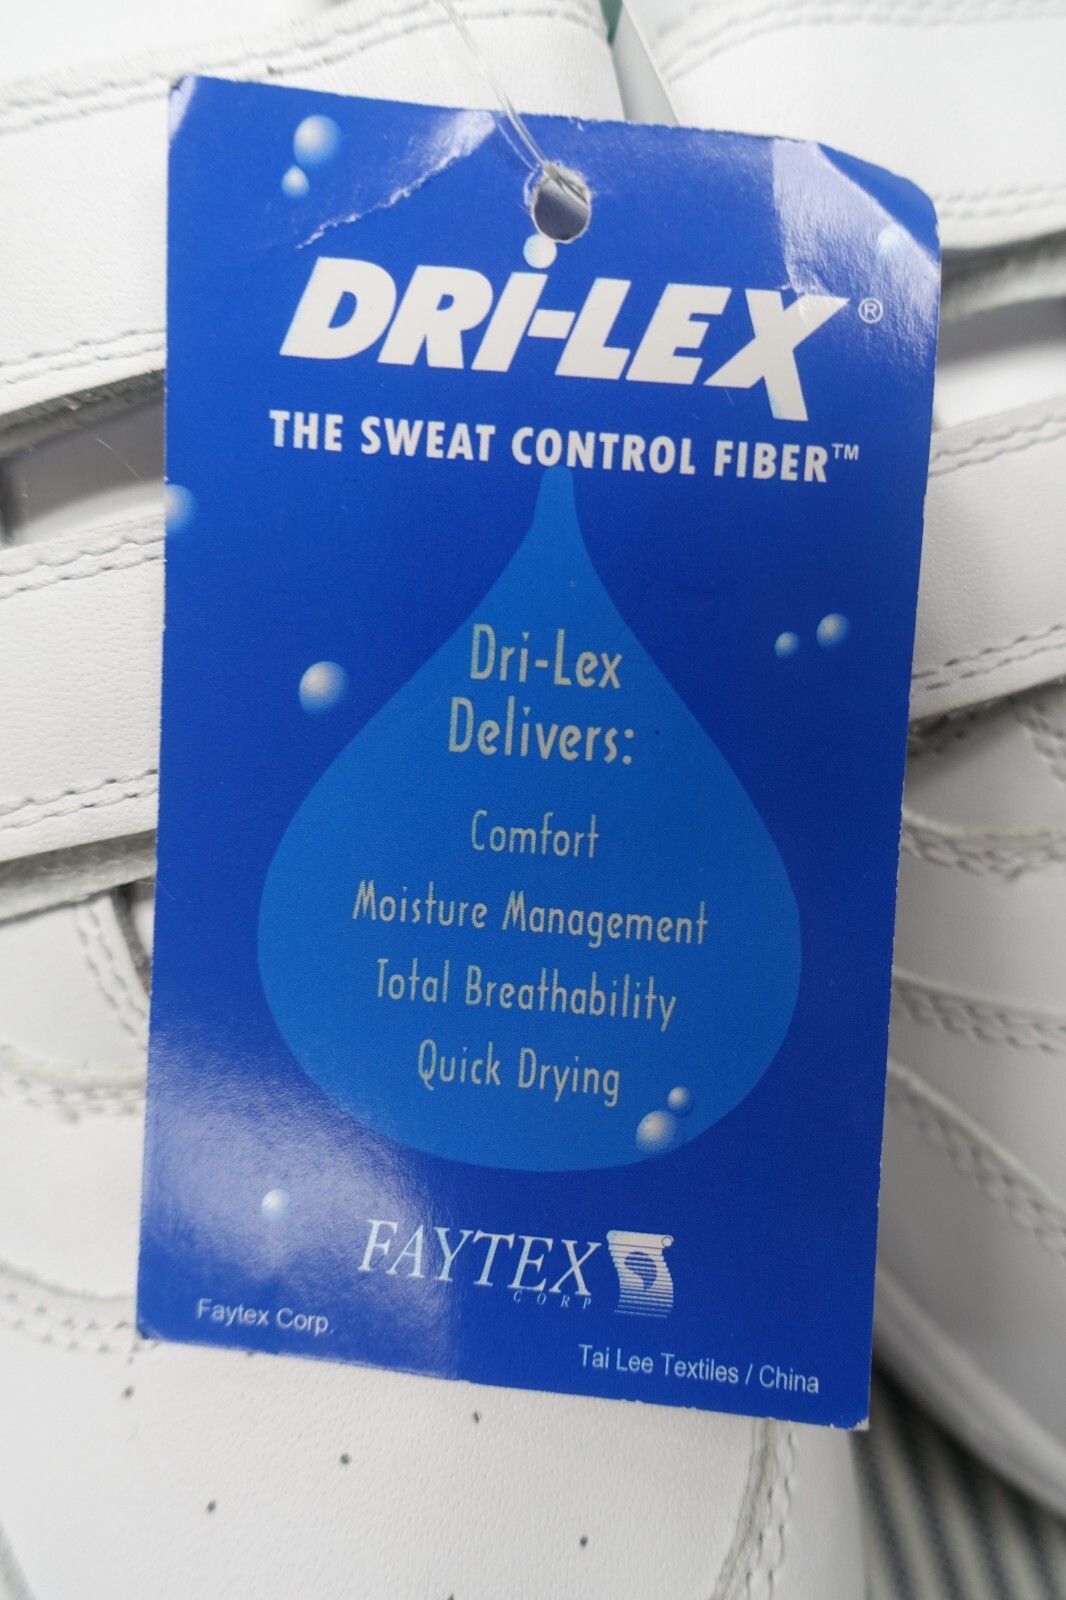 DRI-LEX®
THE SWEAT CONTROL FIBER™
Dri-Lex
Delivers:
Comfort
Moisture Management
Total Breathability
Quick Drying
FAYTEX
CORP
Faytex Corp.
Tai Lee Textiles / China